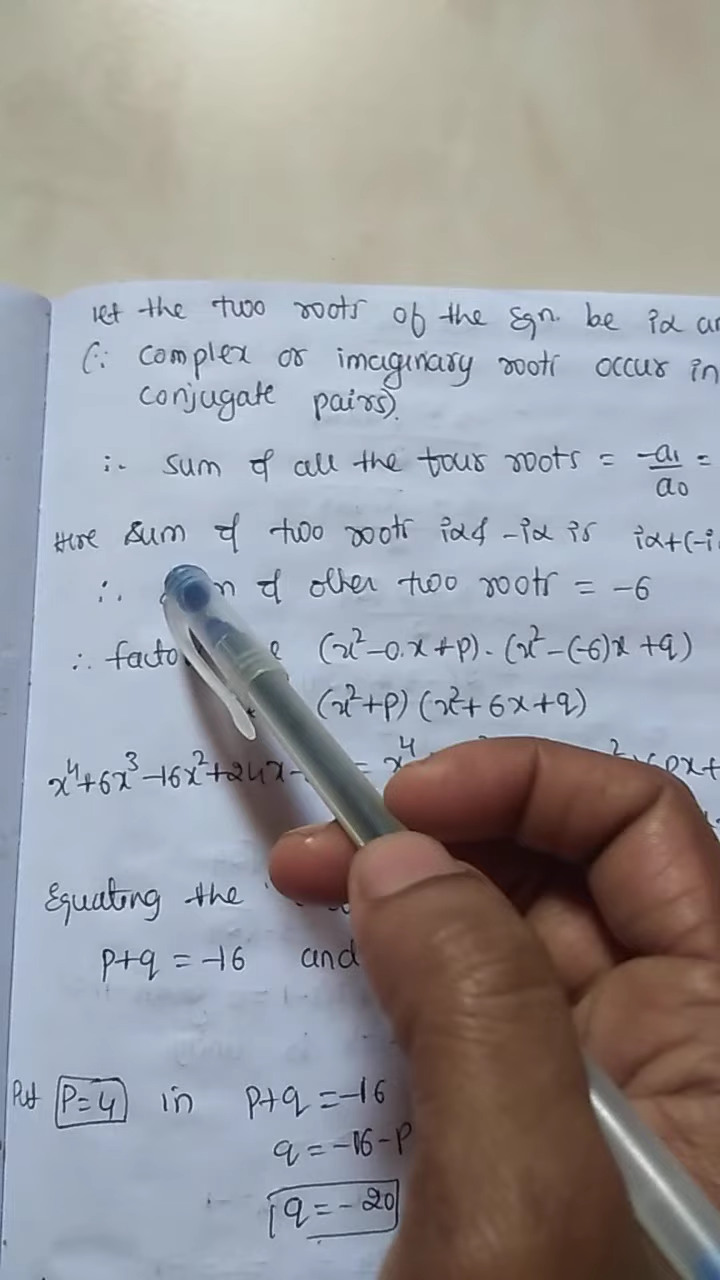 let the two roots of the Eqn. be iα
(∵ complex or imaginary roots occur in
conjugate pairs).
∴ sum of all the four roots = -a₁/a₀ =
Here sum of two roots iα & -iα is iα+(-i
∴ of other two roots = -6
∴ (x²-0.x+p).(x²-(-6)x+q)
(x²+p)(x²+6x+q)
x⁴+6x³-16x²+24x- = x⁴
Equating the
p+q = -16 and
Put P=4 in p+q = -16
q = -16-p
q = -20